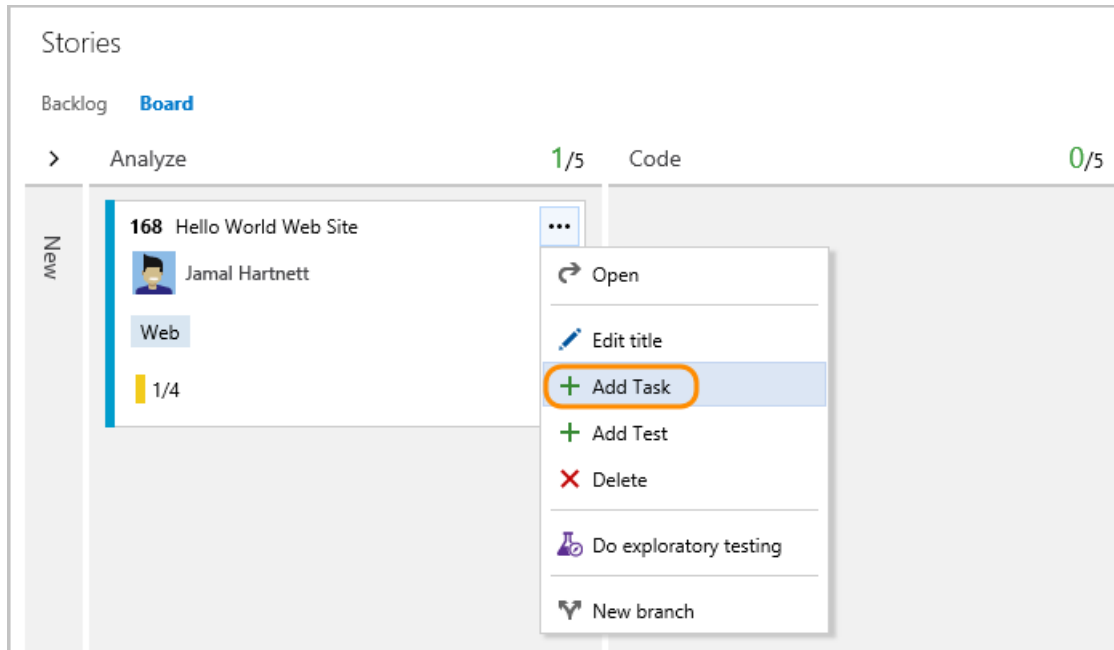 Stories
Backlog Board
Analyze 1/5 Code 0/5
New
168 Hello World Web Site
Jamal Hartnett
Web
1/4
Open
Edit title
Add Task
Add Test
Delete
Do exploratory testing
New branch